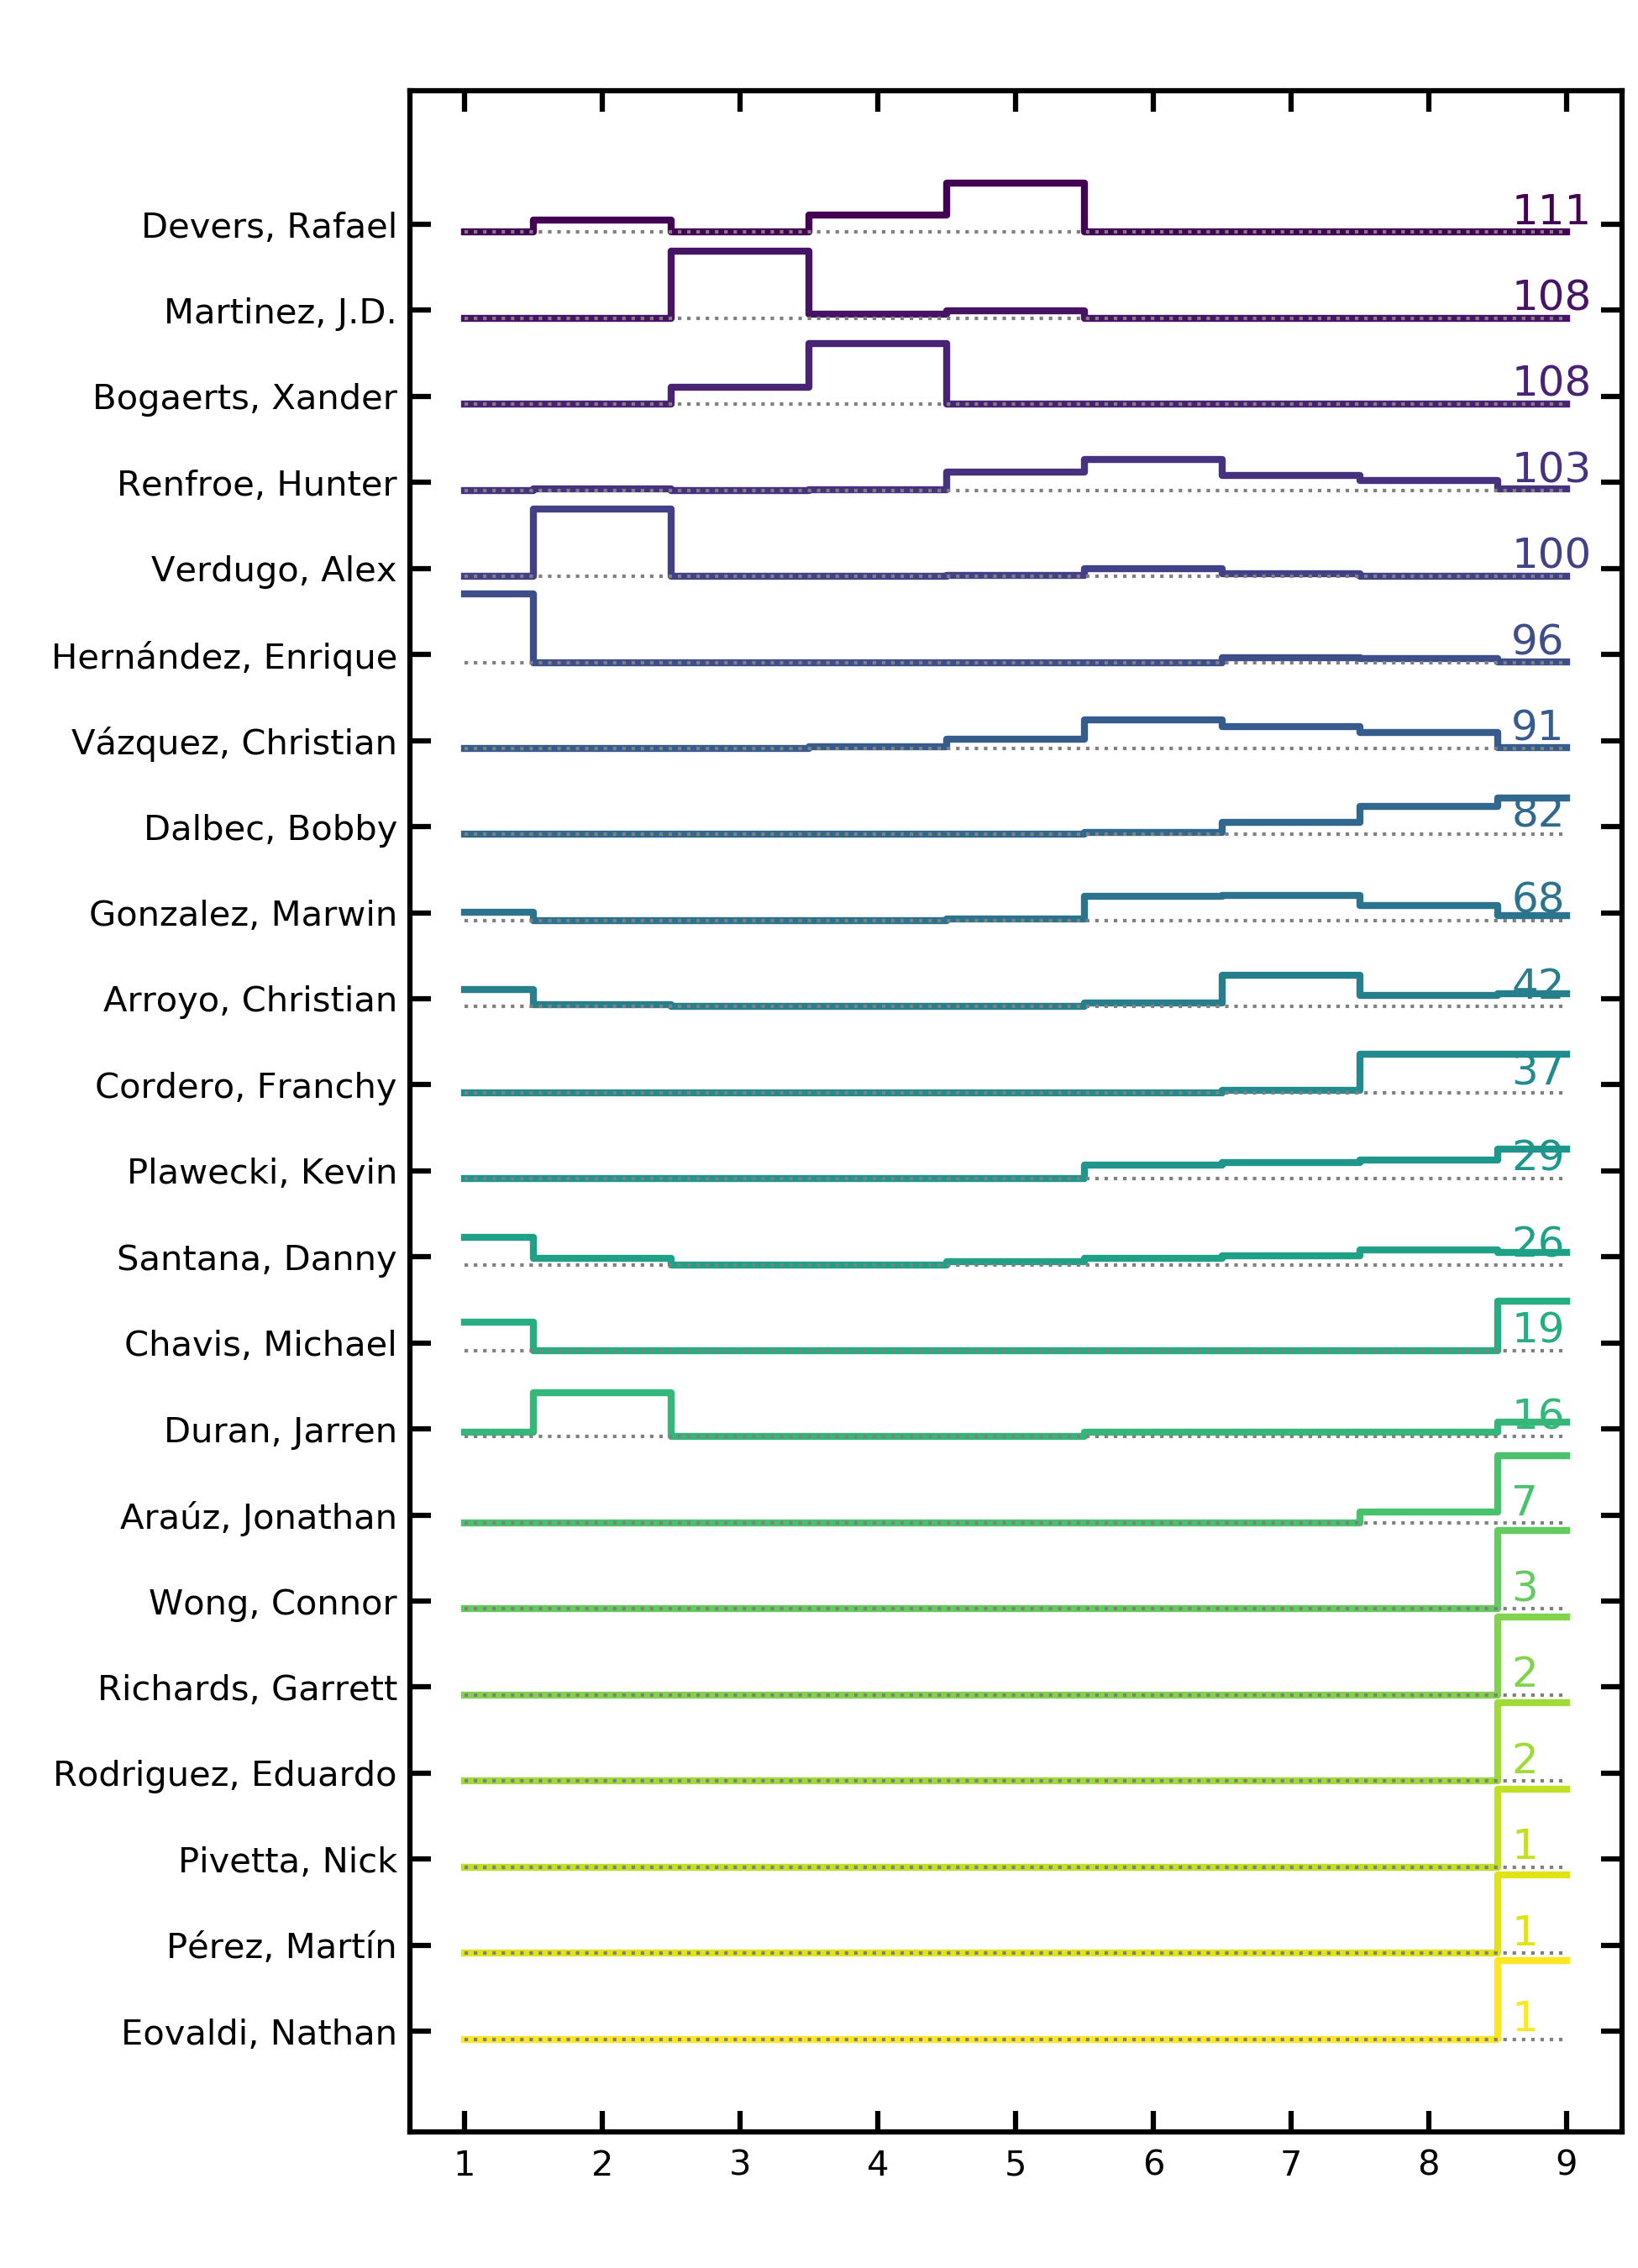 Devers, Rafael 111
Martinez, J.D. 108
Bogaerts, Xander 108
Renfroe, Hunter 103
Verdugo, Alex 100
Hernández, Enrique 96
Vázquez, Christian 91
Dalbec, Bobby 82
Gonzalez, Marwin 68
Arroyo, Christian 42
Cordero, Franchy 37
Plawecki, Kevin 29
Santana, Danny 26
Chavis, Michael 19
Duran, Jarren 16
Araúz, Jonathan 7
Wong, Connor 3
Richards, Garrett 2
Rodriguez, Eduardo 2
Pivetta, Nick 1
Pérez, Martín 1
Eovaldi, Nathan 1
1 2 3 4 5 6 7 8 9